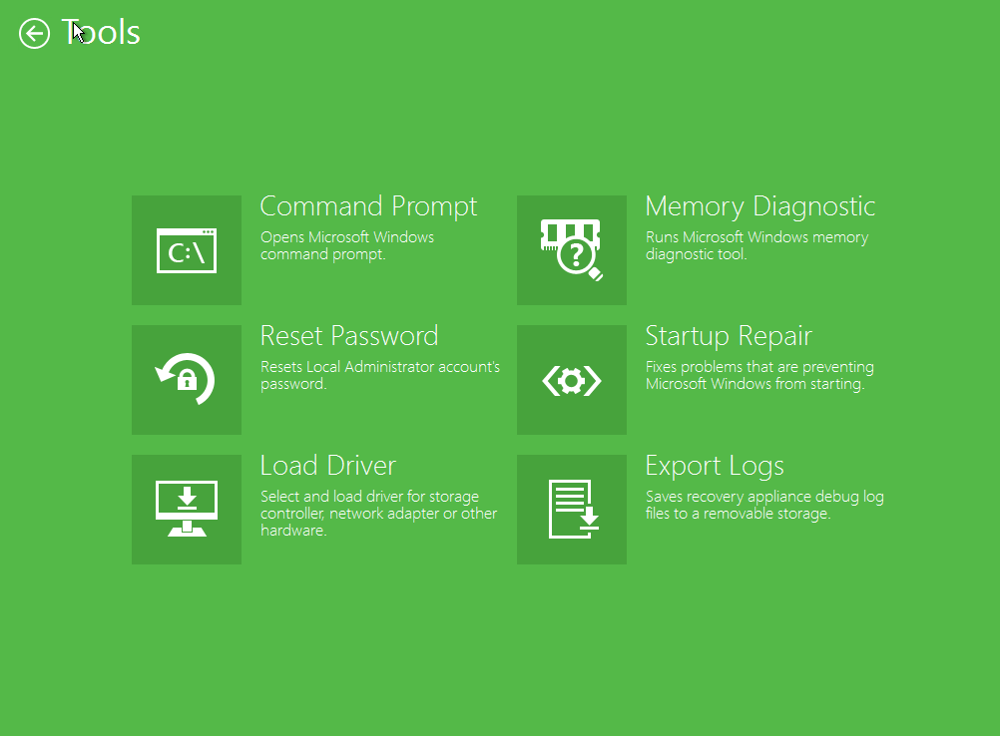 Tools
Command Prompt
Opens Microsoft Windows
command prompt.
C:\
Memory Diagnostic
Runs Microsoft Windows memory
diagnostic tool.
?
Reset Password
Resets Local Administrator account's
password.
Startup Repair
Fixes problems that are preventing
Microsoft Windows from starting.
Load Driver
Select and load driver for storage
controller, network adapter or other
hardware.
Export Logs
Saves recovery appliance debug log
files to a removable storage.